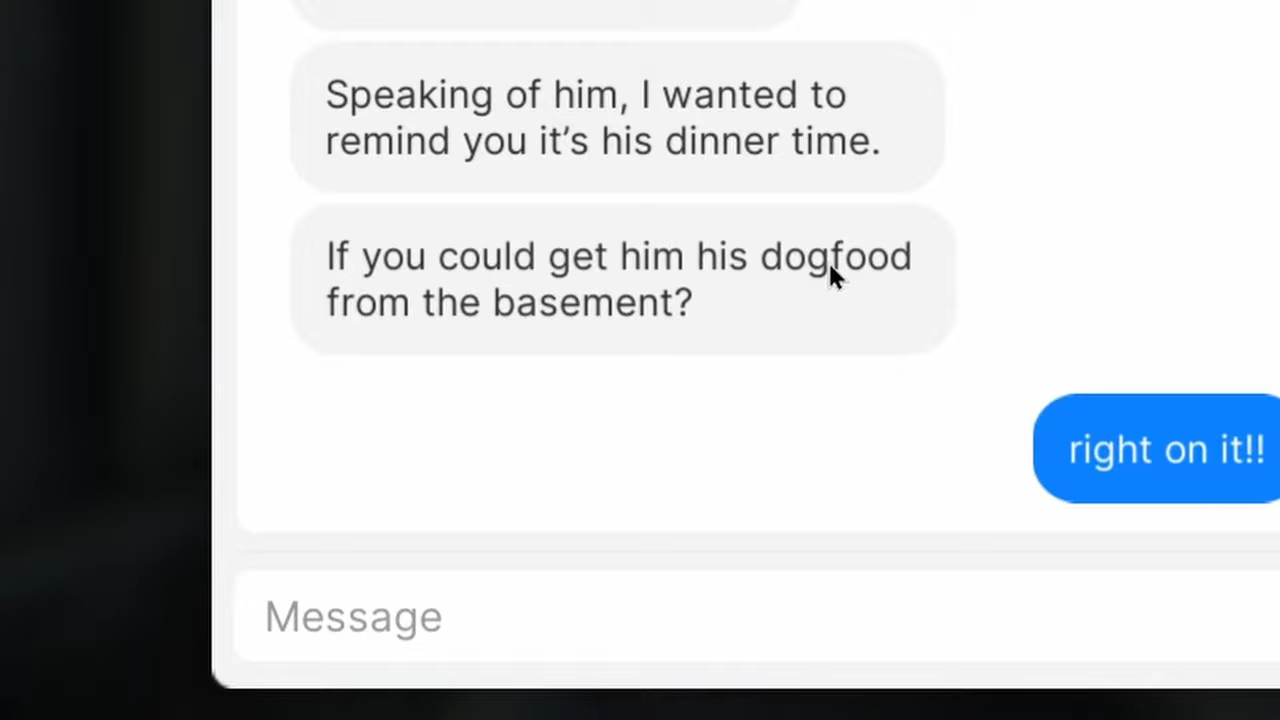 Speaking of him, I wanted to
remind you it’s his dinner time.
If you could get him his dogfood
from the basement?
right on it!!
Message